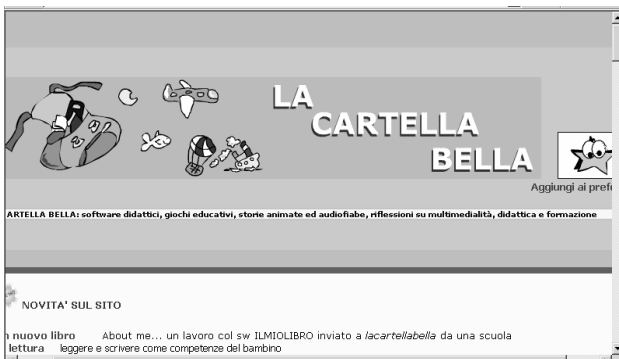 LA
CARTELLA
BELLA
Aggiungi ai pref
ARTELLA BELLA: software didattici, giochi educativi, storie animate ed audiofiabe, riflessioni su multimedialità, didattica e formazione
NOVITA' SUL SITO
nuovo libro About me... un lavoro col sw ILMIOLIBRO inviato a lacartellabella da una scuola
lettura leggere e scrivere come competenze del bambino